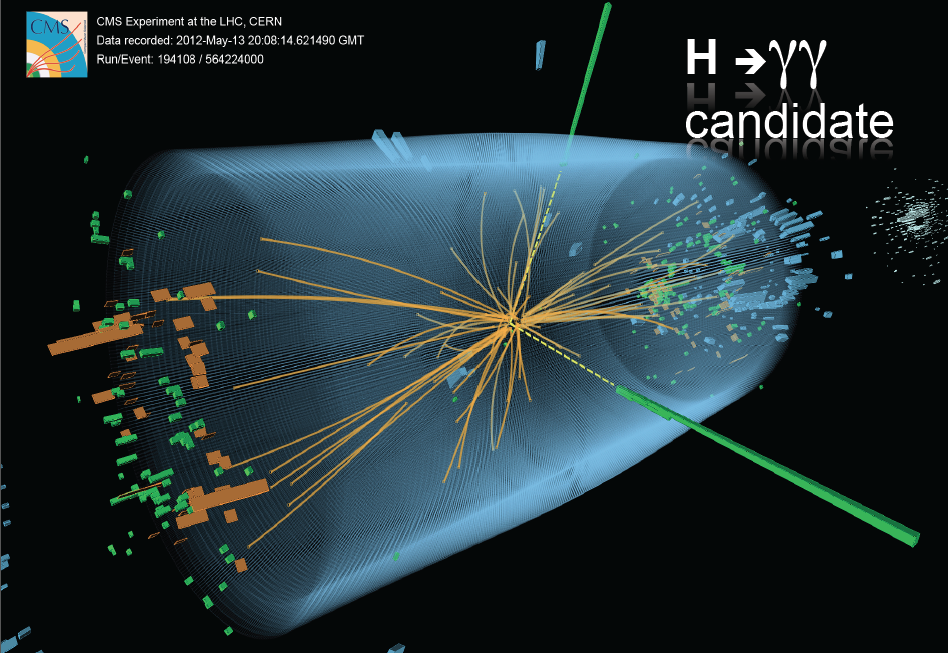 CMS
CMS Experiment at the LHC, CERN
Data recorded: 2012-May-13 20:08:14.621490 GMT
Run/Event: 194108 / 564224000
H ➔γγ
candidate